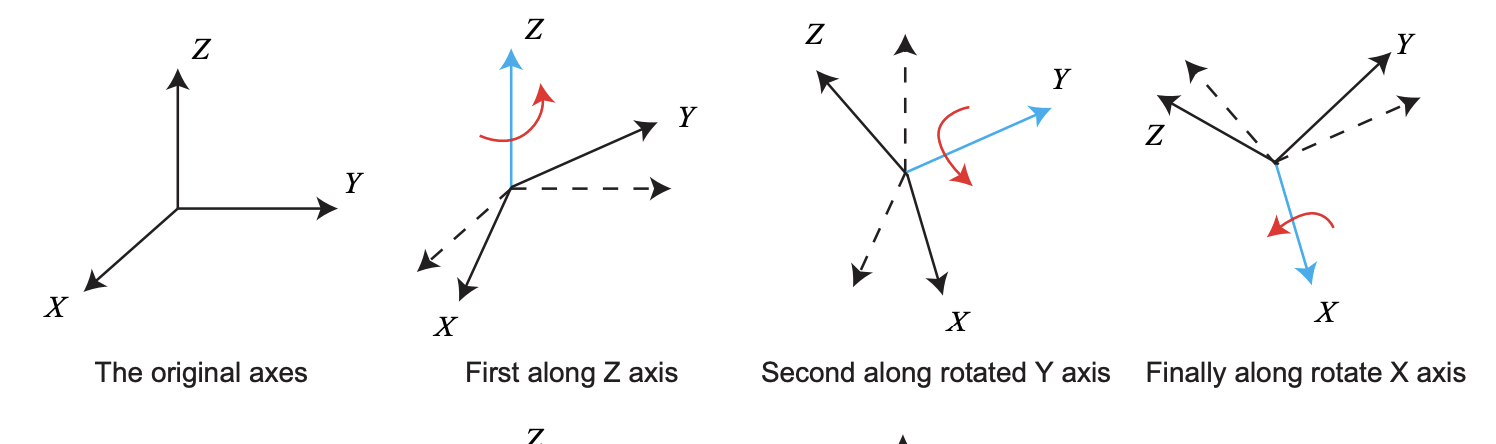 Z
Y
X
The original axes
Z
Y
X
First along Z axis
Z
Y
X
Second along rotated Y axis
Y
Z
X
Finally along rotate X axis
Z